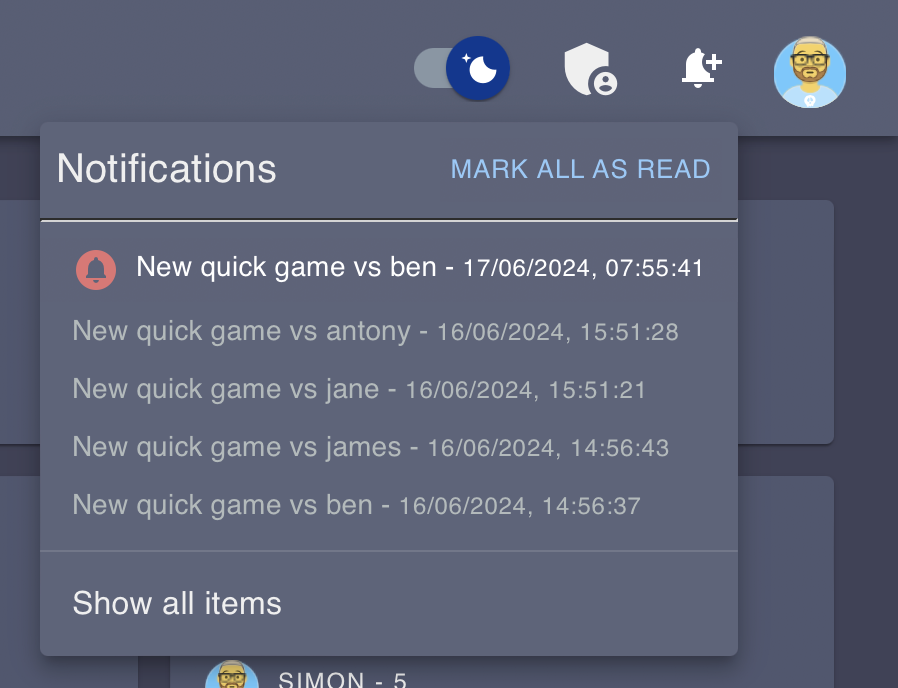 Notifications MARK ALL AS READ
New quick game vs ben - 17/06/2024, 07:55:41
New quick game vs antony - 16/06/2024, 15:51:28
New quick game vs jane - 16/06/2024, 15:51:21
New quick game vs james - 16/06/2024, 14:56:43
New quick game vs ben - 16/06/2024, 14:56:37
Show all items
SIMON - 5